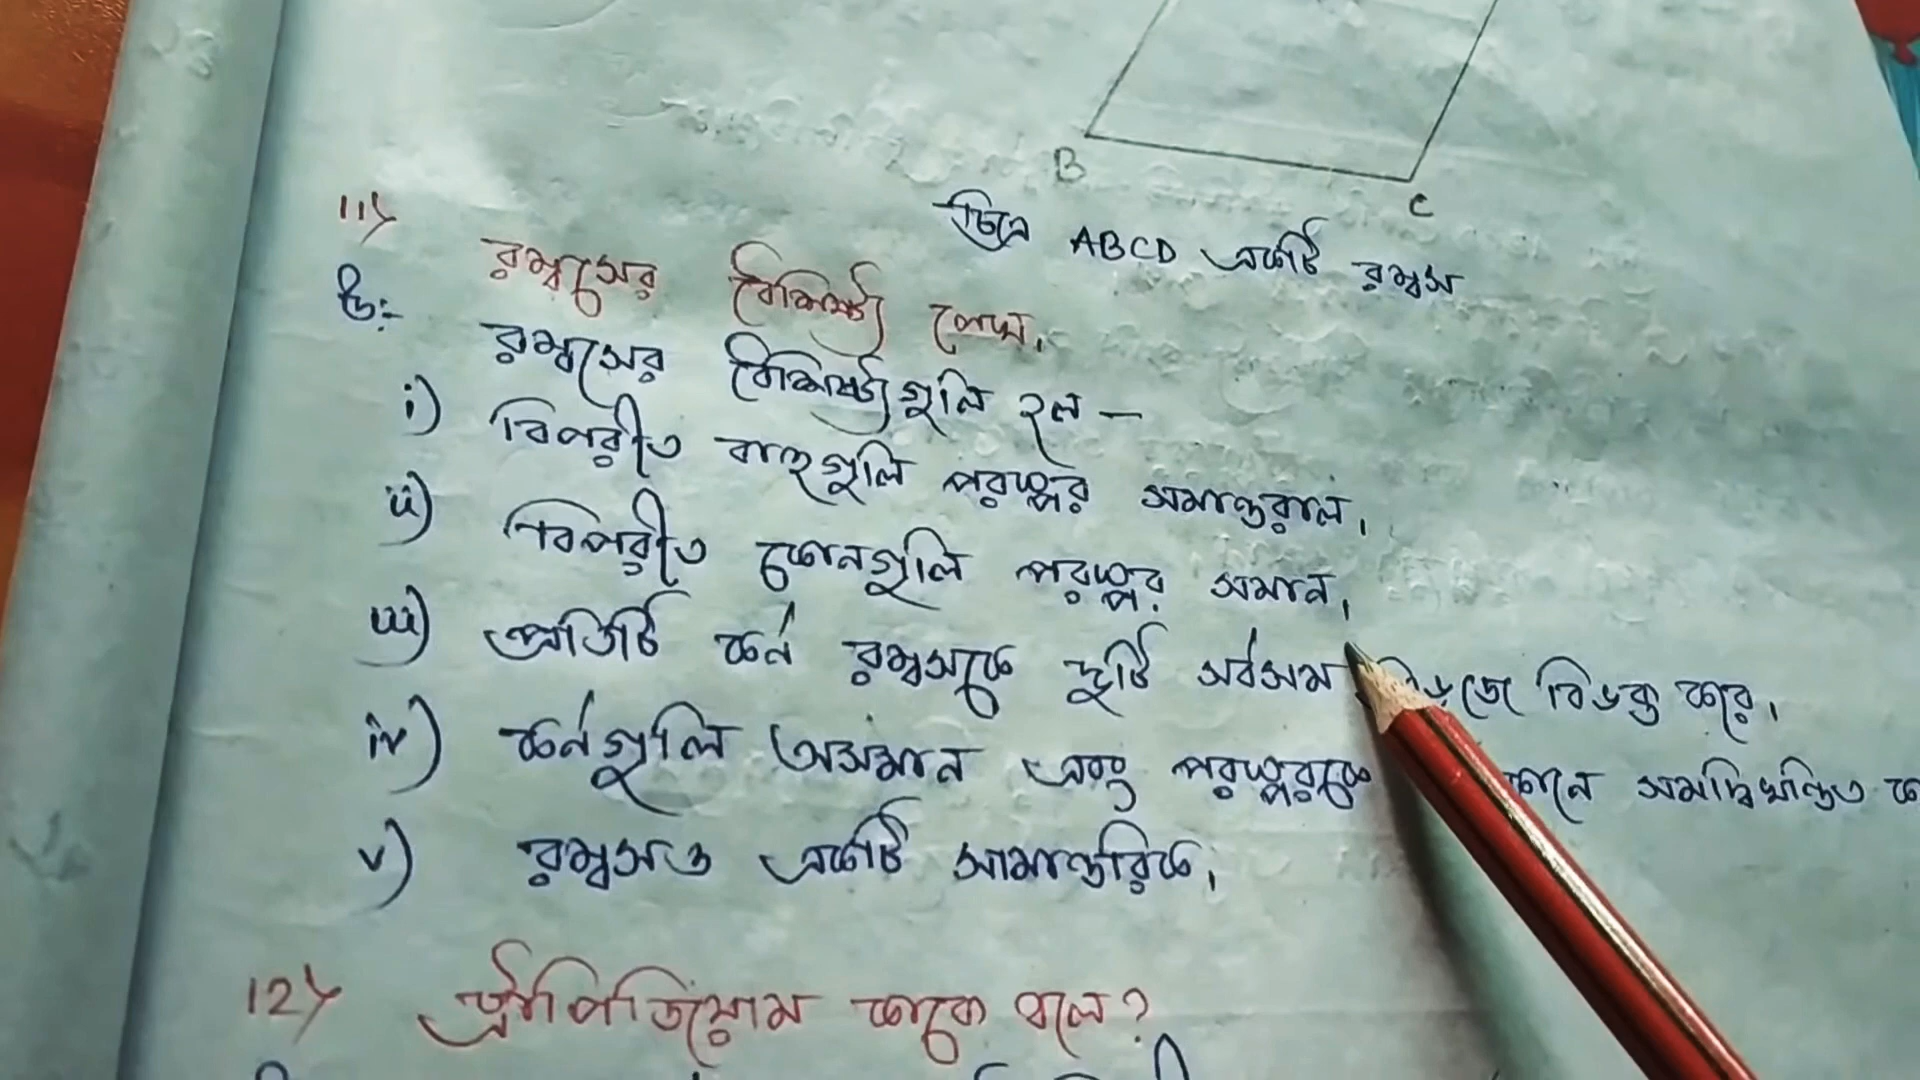 B
C
চিত্রে ABCD একটি রম্বস
11) রম্বসের বৈশিষ্ট্য লেখ।
উঃ- রম্বসের বৈশিষ্ট্যগুলি হল –
i) বিপরীত বাহুগুলি পরস্পর সমান্তরাল।
ii) বিপরীত কোনগুলি পরস্পর সমান।
iii) প্রতিটি কর্ন রম্বসকে দুটি সর্বসম বিভক্ত করে।
iv) কর্নগুলি অসমান এবং পরস্পরকে সমদ্বিখন্ডিত
v) রম্বসও একটি সামান্তরিক।
12) ট্রাপিজিয়াম কাকে বলে?